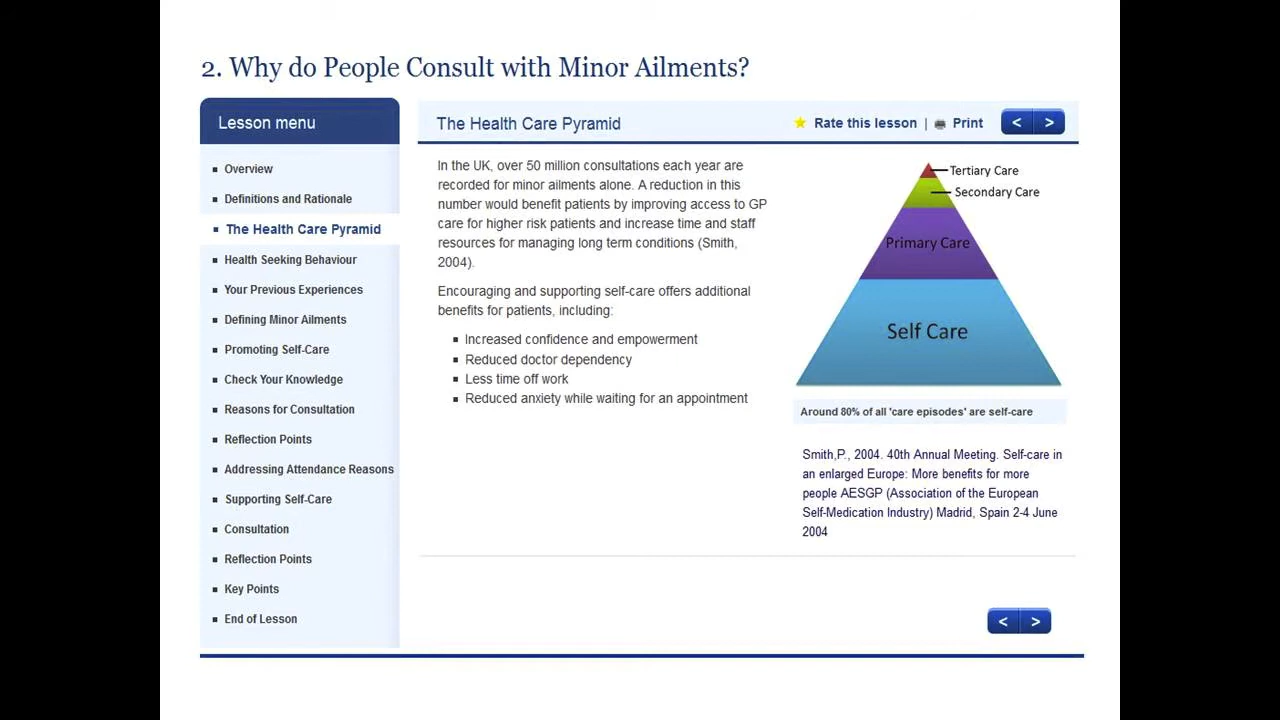 2. Why do People Consult with Minor Ailments?
Lesson menu
Overview
Definitions and Rationale
The Health Care Pyramid
Health Seeking Behaviour
Your Previous Experiences
Defining Minor Ailments
Promoting Self-Care
Check Your Knowledge
Reasons for Consultation
Reflection Points
Addressing Attendance Reasons
Supporting Self-Care
Consultation
Reflection Points
Key Points
End of Lesson
The Health Care Pyramid
Rate this lesson | Print < >
In the UK, over 50 million consultations each year are
recorded for minor ailments alone. A reduction in this
number would benefit patients by improving access to GP
care for higher risk patients and increase time and staff
resources for managing long term conditions (Smith,
2004).
Encouraging and supporting self-care offers additional
benefits for patients, including:
Increased confidence and empowerment
Reduced doctor dependency
Less time off work
Reduced anxiety while waiting for an appointment
Tertiary Care
Secondary Care
Primary Care
Self Care
Around 80% of all 'care episodes' are self-care
Smith,P., 2004. 40th Annual Meeting. Self-care in
an enlarged Europe: More benefits for more
people AESGP (Association of the European
Self-Medication Industry) Madrid, Spain 2-4 June
2004
< >